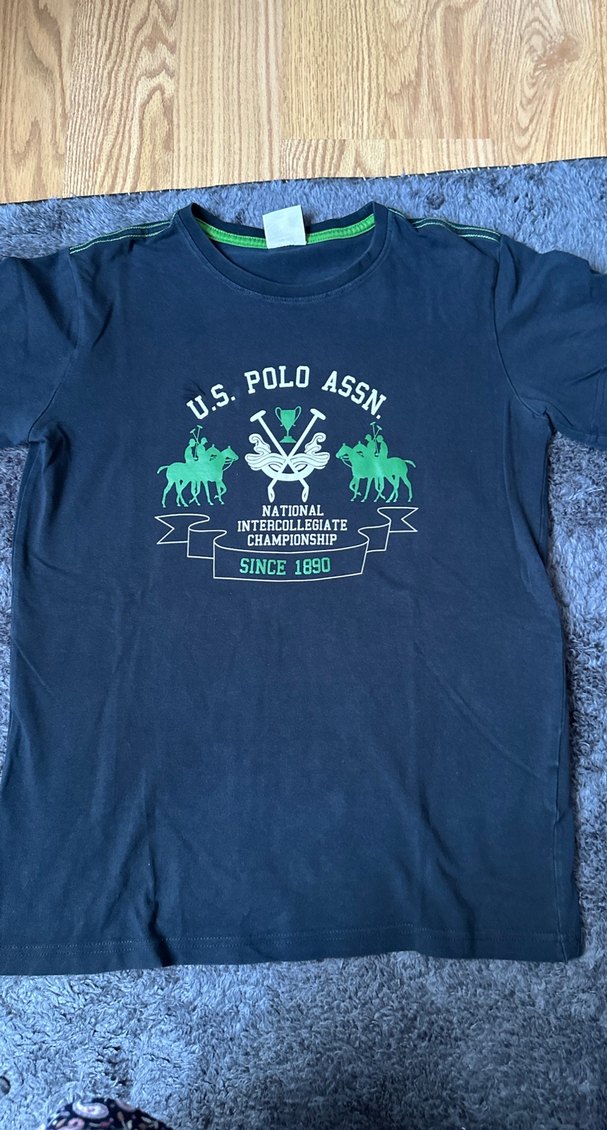 U.S. POLO ASSN.
NATIONAL
INTERCOLLEGIATE
CHAMPIONSHIP
SINCE 1890